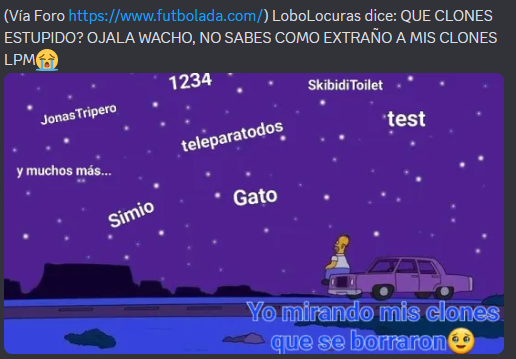 (Vía Foro https://www.futbolada.com/) LoboLocuras dice: QUE CLONES
ESTUPIDO? OJALA WACHO, NO SABES COMO EXTRAÑO A MIS CLONES
LPM😭
1234
SkibidiToilet
JonasTripero
test
teleparatodos
y muchos más...
Gato
Simio
Yo mirando mis clones
que se borraron🥹